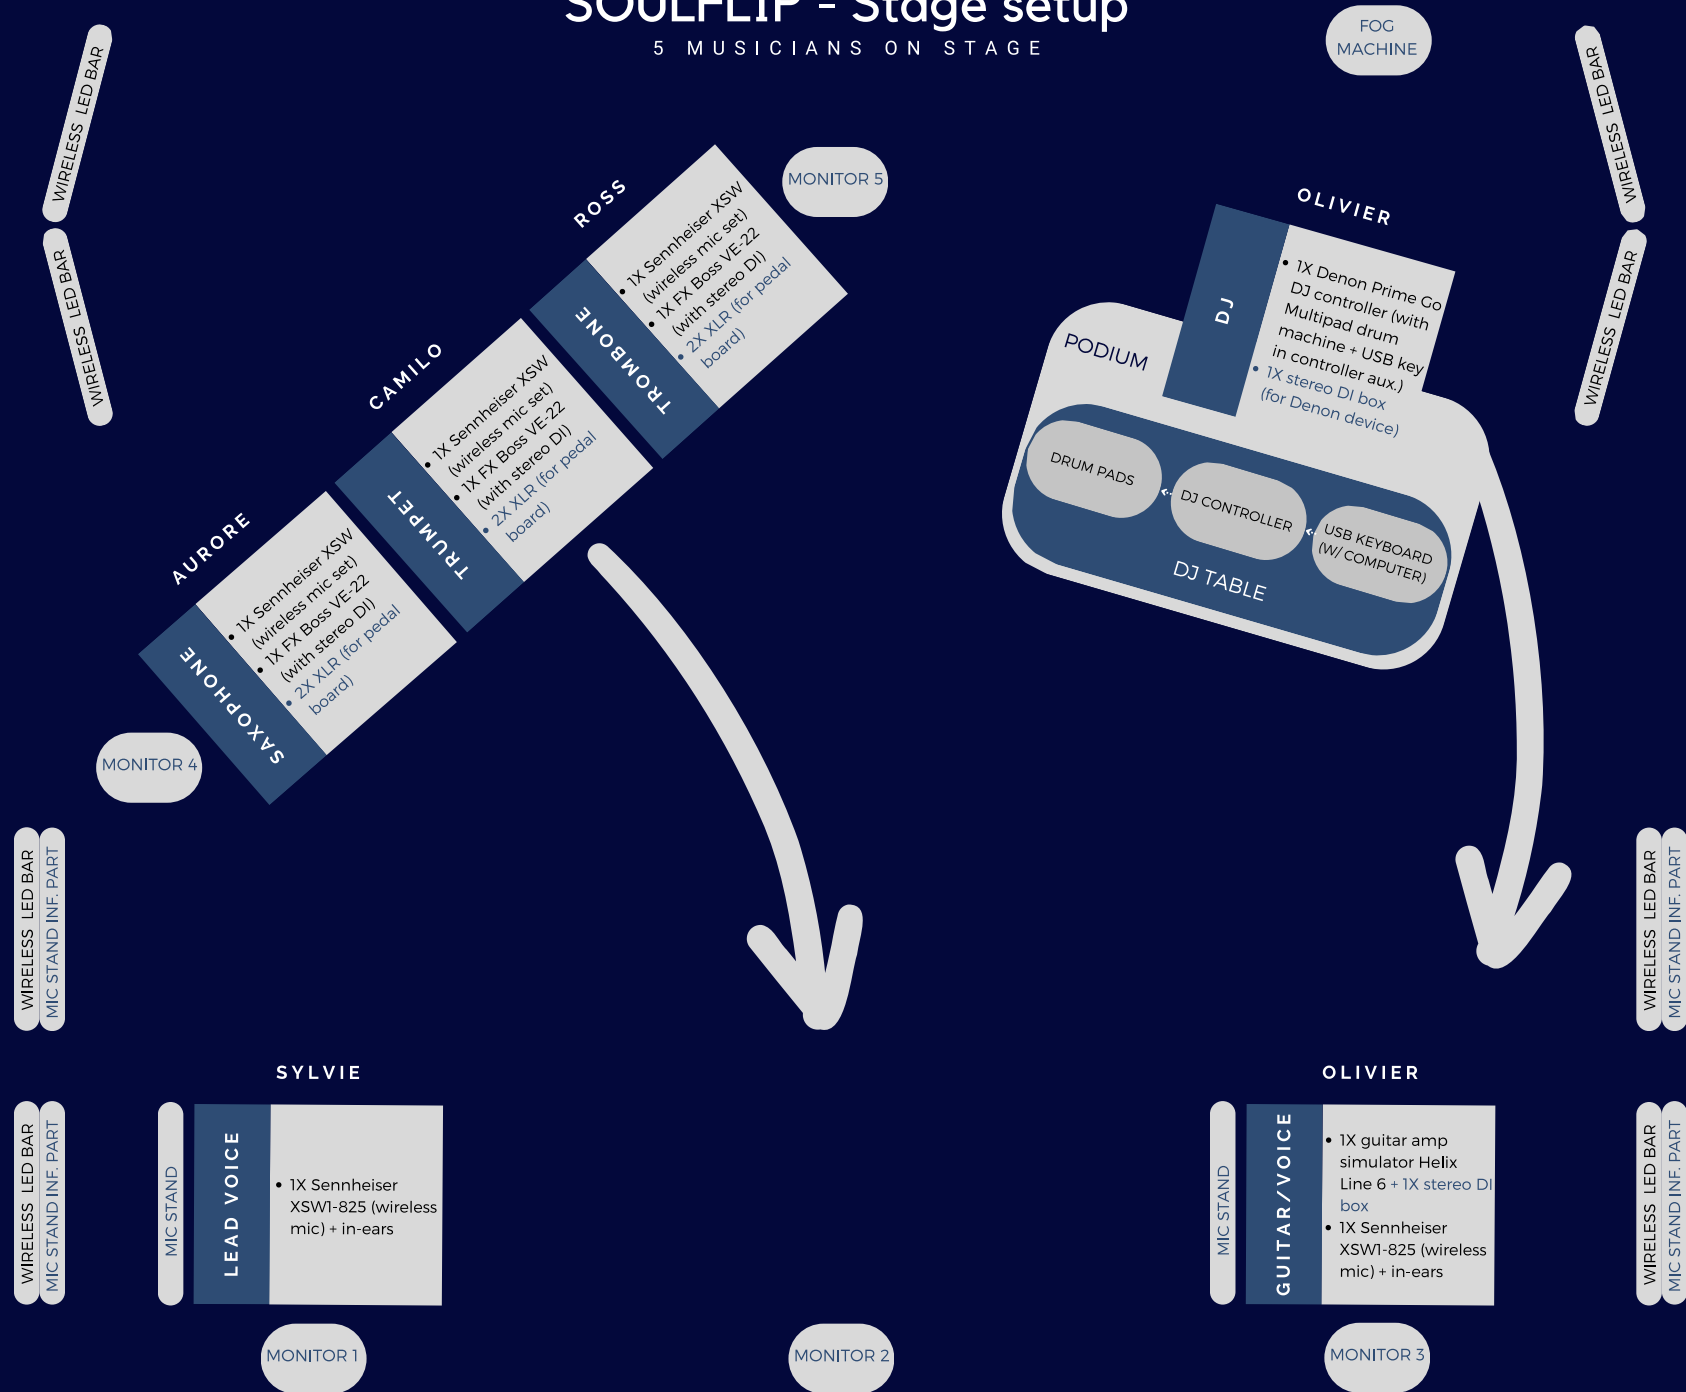 SOULFLIP - Stage setup
5 MUSICIANS ON STAGE
FOG
MACHINE
WIRELESS LED BAR
WIRELESS LED BAR
WIRELESS LED BAR
WIRELESS LED BAR
MONITOR 5
ROSS
TROMBONE
• 1X Sennheiser XSW
(wireless mic set)
• 1X FX Boss VE-22
(with stereo DI)
• 2X XLR (for pedal
board)
CAMILO
TRUMPET
• 1X Sennheiser XSW
(wireless mic set)
• 1X FX Boss VE-22
(with stereo DI)
• 2X XLR (for pedal
board)
AURORE
SAXOPHONE
• 1X Sennheiser XSW
(wireless mic set)
• 1X FX Boss VE-22
(with stereo DI)
• 2X XLR (for pedal
board)
MONITOR 4
OLIVIER
DJ
• 1X Denon Prime Go
DJ controller (with
Multipad drum
machine + USB key
in controller aux.)
• 1X stereo DI box
(for Denon device)
PODIUM
DRUM PADS
DJ CONTROLLER
USB KEYBOARD
(W/ COMPUTER)
DJ TABLE
WIRELESS LED BAR
MIC STAND INF. PART
WIRELESS LED BAR
MIC STAND INF. PART
WIRELESS LED BAR
MIC STAND INF. PART
WIRELESS LED BAR
MIC STAND INF. PART
SYLVIE
MIC STAND
LEAD VOICE
• 1X Sennheiser
XSW1-825 (wireless
mic) + in-ears
OLIVIER
MIC STAND
GUITAR/VOICE
• 1X guitar amp
simulator Helix
Line 6 + 1X stereo DI
box
• 1X Sennheiser
XSW1-825 (wireless
mic) + in-ears
MONITOR 1
MONITOR 2
MONITOR 3